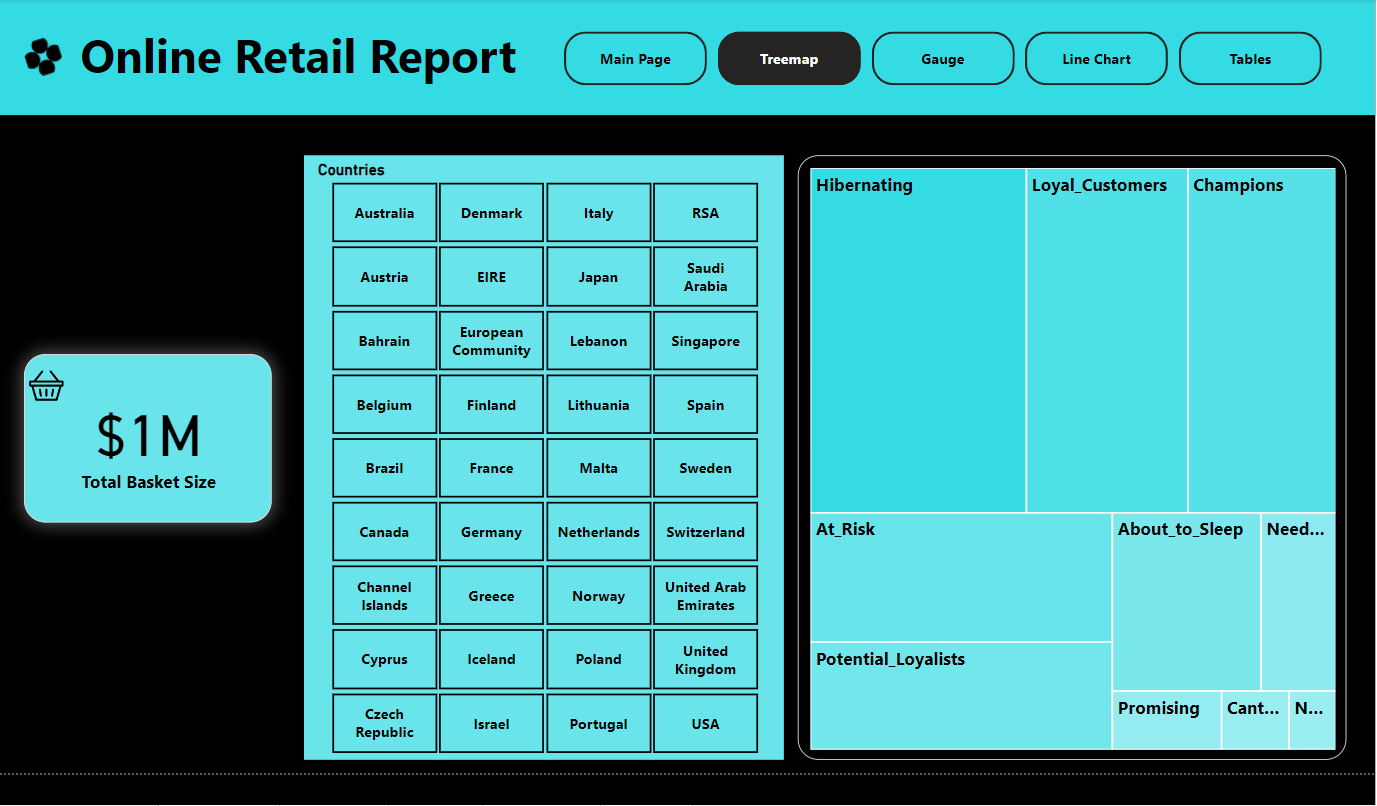 Online Retail Report
Main Page
Treemap
Gauge
Line Chart
Tables
$1M
Total Basket Size
Countries
Australia
Denmark
Italy
RSA
Austria
EIRE
Japan
Saudi
Arabia
Bahrain
European
Community
Lebanon
Singapore
Belgium
Finland
Lithuania
Spain
Brazil
France
Malta
Sweden
Canada
Germany
Netherlands
Switzerland
Channel
Islands
Greece
Norway
United Arab
Emirates
Cyprus
Iceland
Poland
United
Kingdom
Czech
Republic
Israel
Portugal
USA
Hibernating
Loyal_Customers
Champions
At_Risk
About_to_Sleep
Need...
Potential_Loyalists
Promising
Cant...
N...